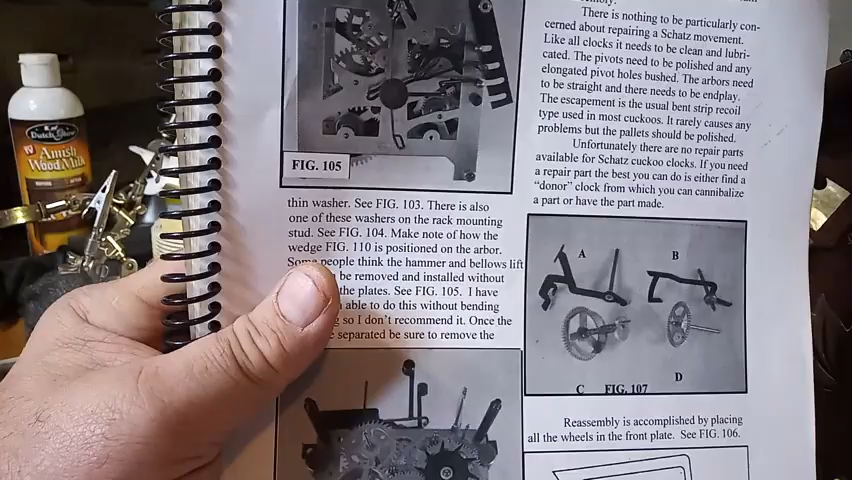 Dutch Glow
Amish
Wood Milk
FIG. 105
thin washer. See FIG. 103. There is also
one of these washers on the rack mounting
stud. See FIG. 104. Make note of how the
wedge FIG. 110 is positioned on the arbor.
Some people think the hammer and bellows lift
be removed and installed without
the plates. See FIG. 105. I have
able to do this without bending
so I don't recommend it. Once the
separated be sure to remove the
There is nothing to be particularly con-
cerned about repairing a Schatz movement.
Like all clocks it needs to be clean and lubri-
cated. The pivots need to be polished and any
elongated pivot holes bushed. The arbors need
to be straight and there needs to be endplay.
The escapement is the usual bent strip recoil
type used in most cuckoos. It rarely causes any
problems but the pallets should be polished.
Unfortunately there are no repair parts
available for Schatz cuckoo clocks. If you need
a repair part the best you can do is either find a
“donor” clock from which you can cannibalize
a part or have the part made.
A
B
C
FIG. 107
D
Reassembly is accomplished by placing
all the wheels in the front plate. See FIG. 106.